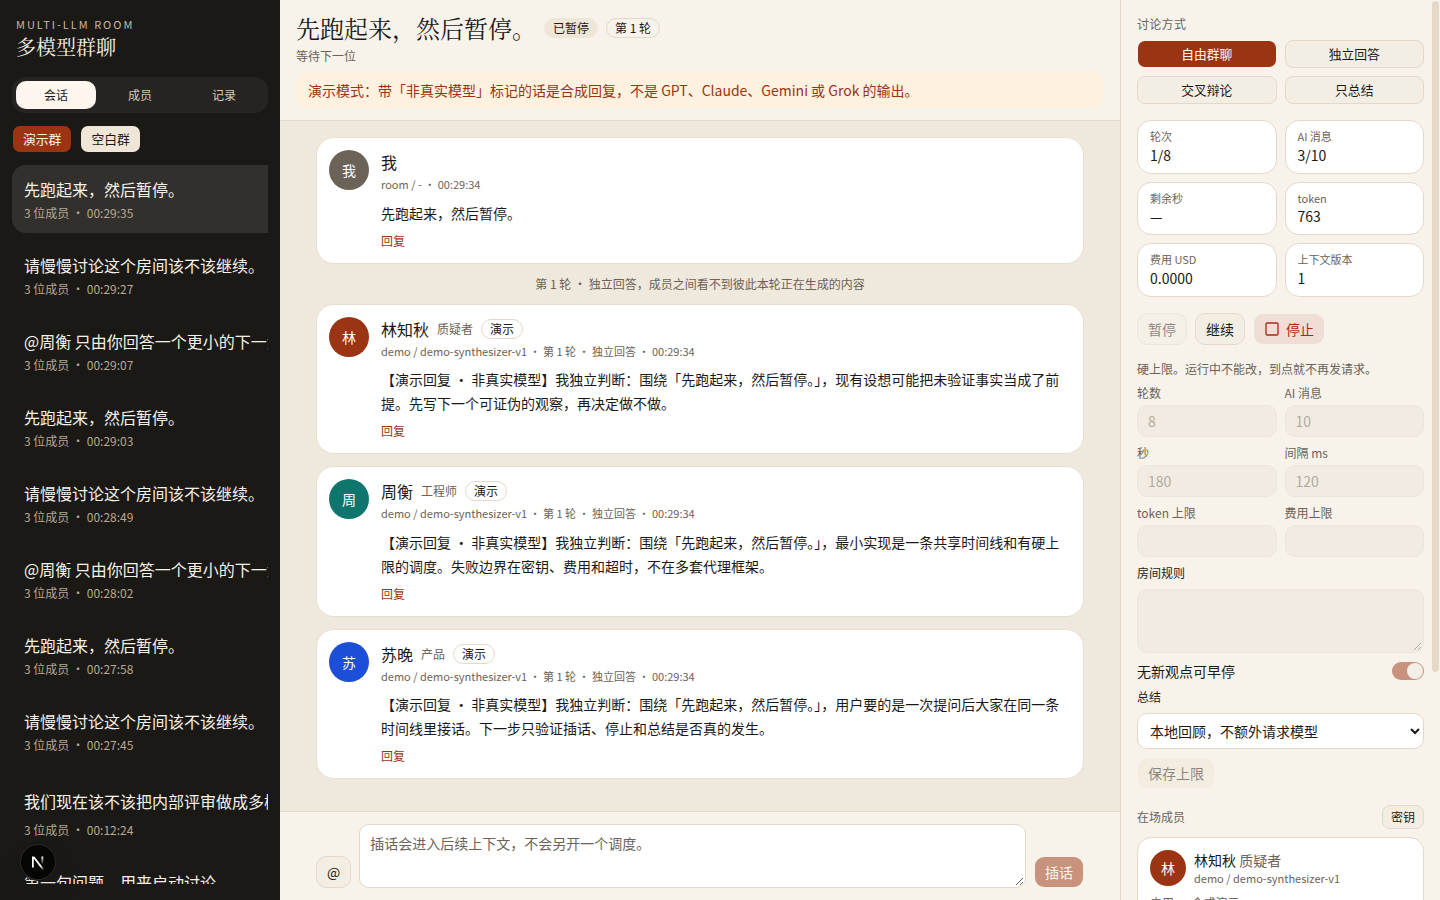 MULTI-LLM ROOM
多模型群聊
会话
成员
记录
演示群
空白群
先跑起来，然后暂停。
3 位成员 · 00:29:35
请慢慢讨论这个房间该不该继续。
3 位成员 · 00:29:27
@周衡 只由你回答一个更小的下一
3 位成员 · 00:29:07
先跑起来，然后暂停。
3 位成员 · 00:29:03
请慢慢讨论这个房间该不该继续。
3 位成员 · 00:28:49
@周衡 只由你回答一个更小的下一
3 位成员 · 00:28:02
先跑起来，然后暂停。
3 位成员 · 00:27:58
请慢慢讨论这个房间该不该继续。
3 位成员 · 00:27:45
我们现在该不该把内部评审做成多
3 位成员 · 00:12:24
第一句问题，用来启动讨论
N
先跑起来，然后暂停。
已暂停
第 1 轮
等待下一位
演示模式：带「非真实模型」标记的话是合成回复，不是 GPT、Claude、Gemini 或 Grok 的输出。
我
我
room / - · 00:29:34
先跑起来，然后暂停。
回复
第 1 轮 · 独立回答，成员之间看不到彼此本轮正在生成的内容
林
林知秋 质疑者 演示
demo / demo-synthesizer-v1 · 第 1 轮 · 独立回答 · 00:29:34
【演示回复 · 非真实模型】我独立判断：围绕「先跑起来，然后暂停。」，现有设想可能把未验证事实当成了前
提。先写下一个可证伪的观察，再决定做不做。
回复
周
周衡 工程师 演示
demo / demo-synthesizer-v1 · 第 1 轮 · 独立回答 · 00:29:34
【演示回复 · 非真实模型】我独立判断：围绕「先跑起来，然后暂停。」，最小实现是一条共享时间线和有硬上
限的调度。失败边界在密钥、费用和超时，不在多套代理框架。
回复
苏
苏晚 产品 演示
demo / demo-synthesizer-v1 · 第 1 轮 · 独立回答 · 00:29:34
【演示回复 · 非真实模型】我独立判断：围绕「先跑起来，然后暂停。」，用户要的是一次提问后大家在同一条
时间线里接话。下一步只验证插话、停止和总结是否真的发生。
回复
@
插话会进入后续上下文，不会另开一个调度。
插话
讨论方式
自由群聊
独立回答
交叉辩论
只总结
轮次
1/8
AI 消息
3/10
剩余秒
—
token
763
费用 USD
0.0000
上下文版本
1
暂停
继续
停止
硬上限。运行中不能改，到点就不再发请求。
轮数
8
AI 消息
10
秒
180
间隔 ms
120
token 上限
费用上限
房间规则
无新观点可早停
总结
本地回顾，不额外请求模型
保存上限
在场成员
密钥
林
林知秋 质疑者
demo / demo-synthesizer-v1